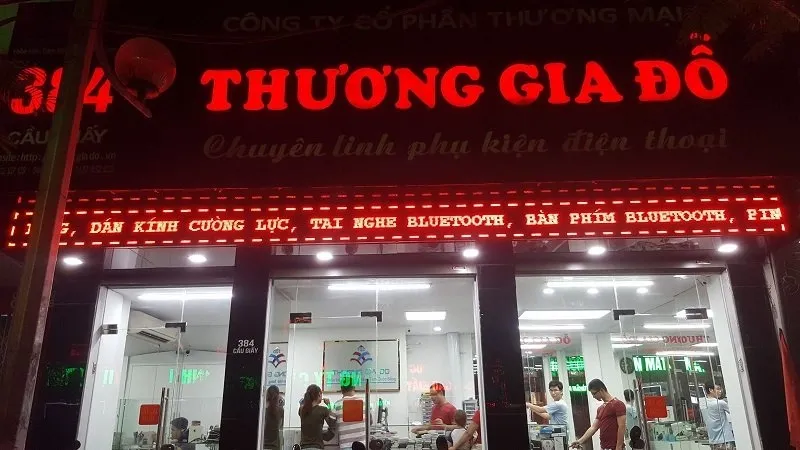 CÔNG TY CỔ PHẦN THƯƠNG MẠI
384
THƯƠNG GIA ĐỖ
CẦU GIẤY
Chuyên linh phụ kiện điện thoại
DÁN KÍNH CƯỜNG LỰC, TAI NGHE BLUETOOTH, BÀN PHÍM BLUETOOTH, PIN
384
CẦU GIẤY